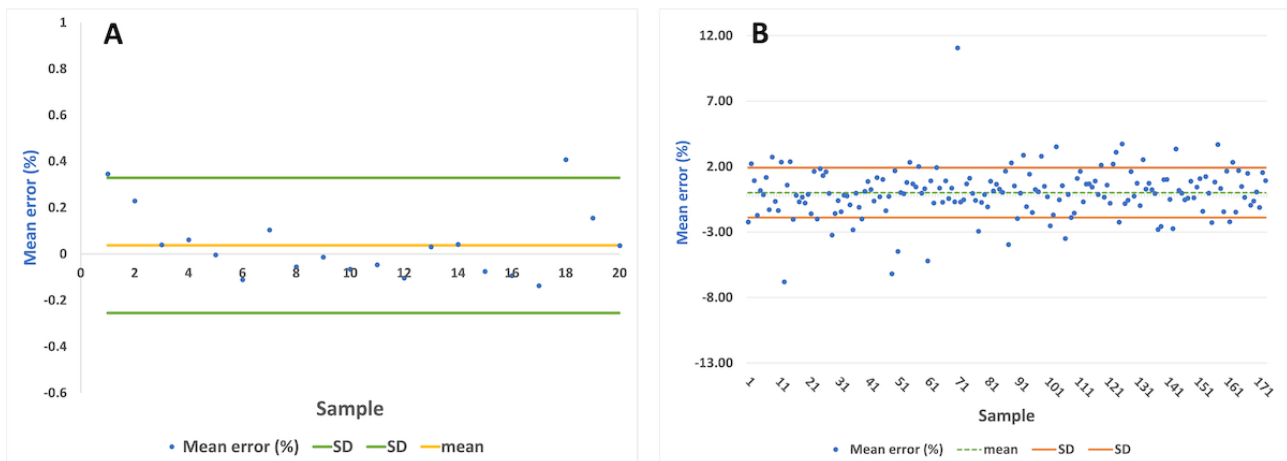 A
Mean error (%)
1
0.8
0.6
0.4
0.2
0
-0.2
-0.4
-0.6
0 2 4 6 8 10 12 14 16 18 20
Sample
Mean error (%) SD SD mean
B
Mean error (%)
12.00
7.00
2.00
-3.00
-8.00
-13.00
1 11 21 31 41 51 61 71 81 91 101 111 121 131 141 151 161 171
Sample
Mean error (%) mean SD SD